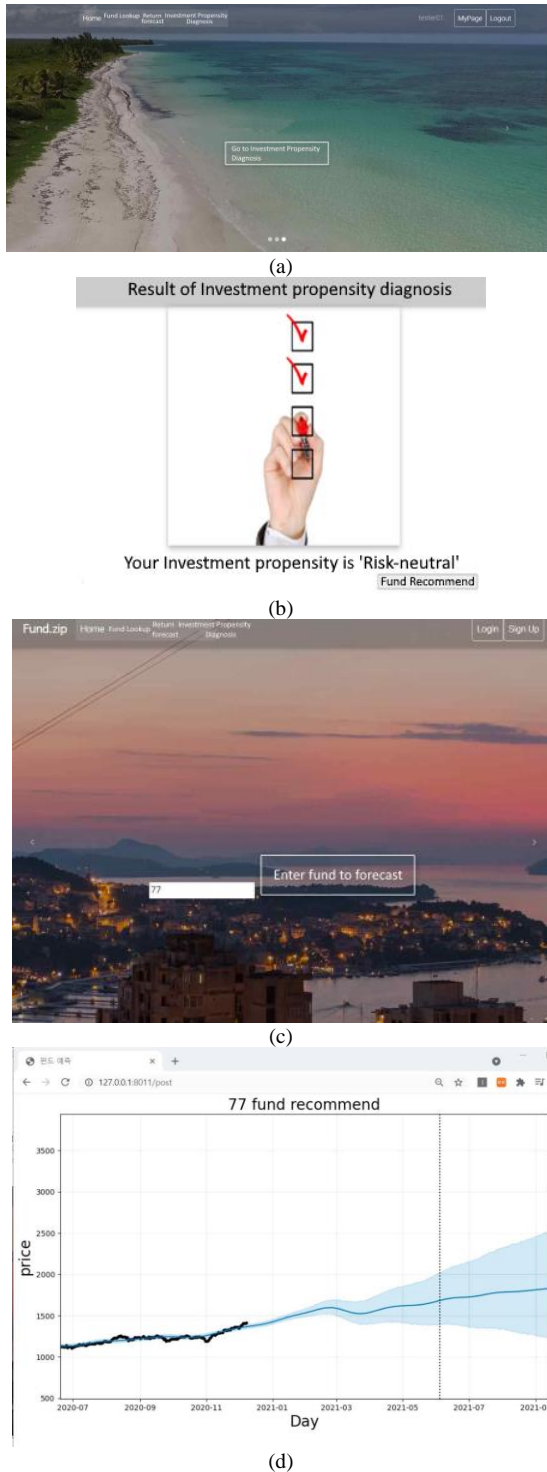 Home Fund Lookup Return forecast Investment Propensity Diagnosis tester01 MyPage Logout
Go to Investment Propensity
Diagnosis
(a)
Result of Investment propensity diagnosis
Your Investment propensity is 'Risk-neutral'
Fund Recommend
(b)
Fund.zip Home Fund Lookup Return forecast Investment Propensity Diagnosis Login Sign Up
77
Enter fund to forecast
(c)
펀드 예측
127.0.0.1:8011/post
77 fund recommend
price
3500
3000
2500
2000
1500
1000
500
2020-07 2020-09 2020-11 2021-01 2021-03 2021-05 2021-07 2021-0
Day
(d)